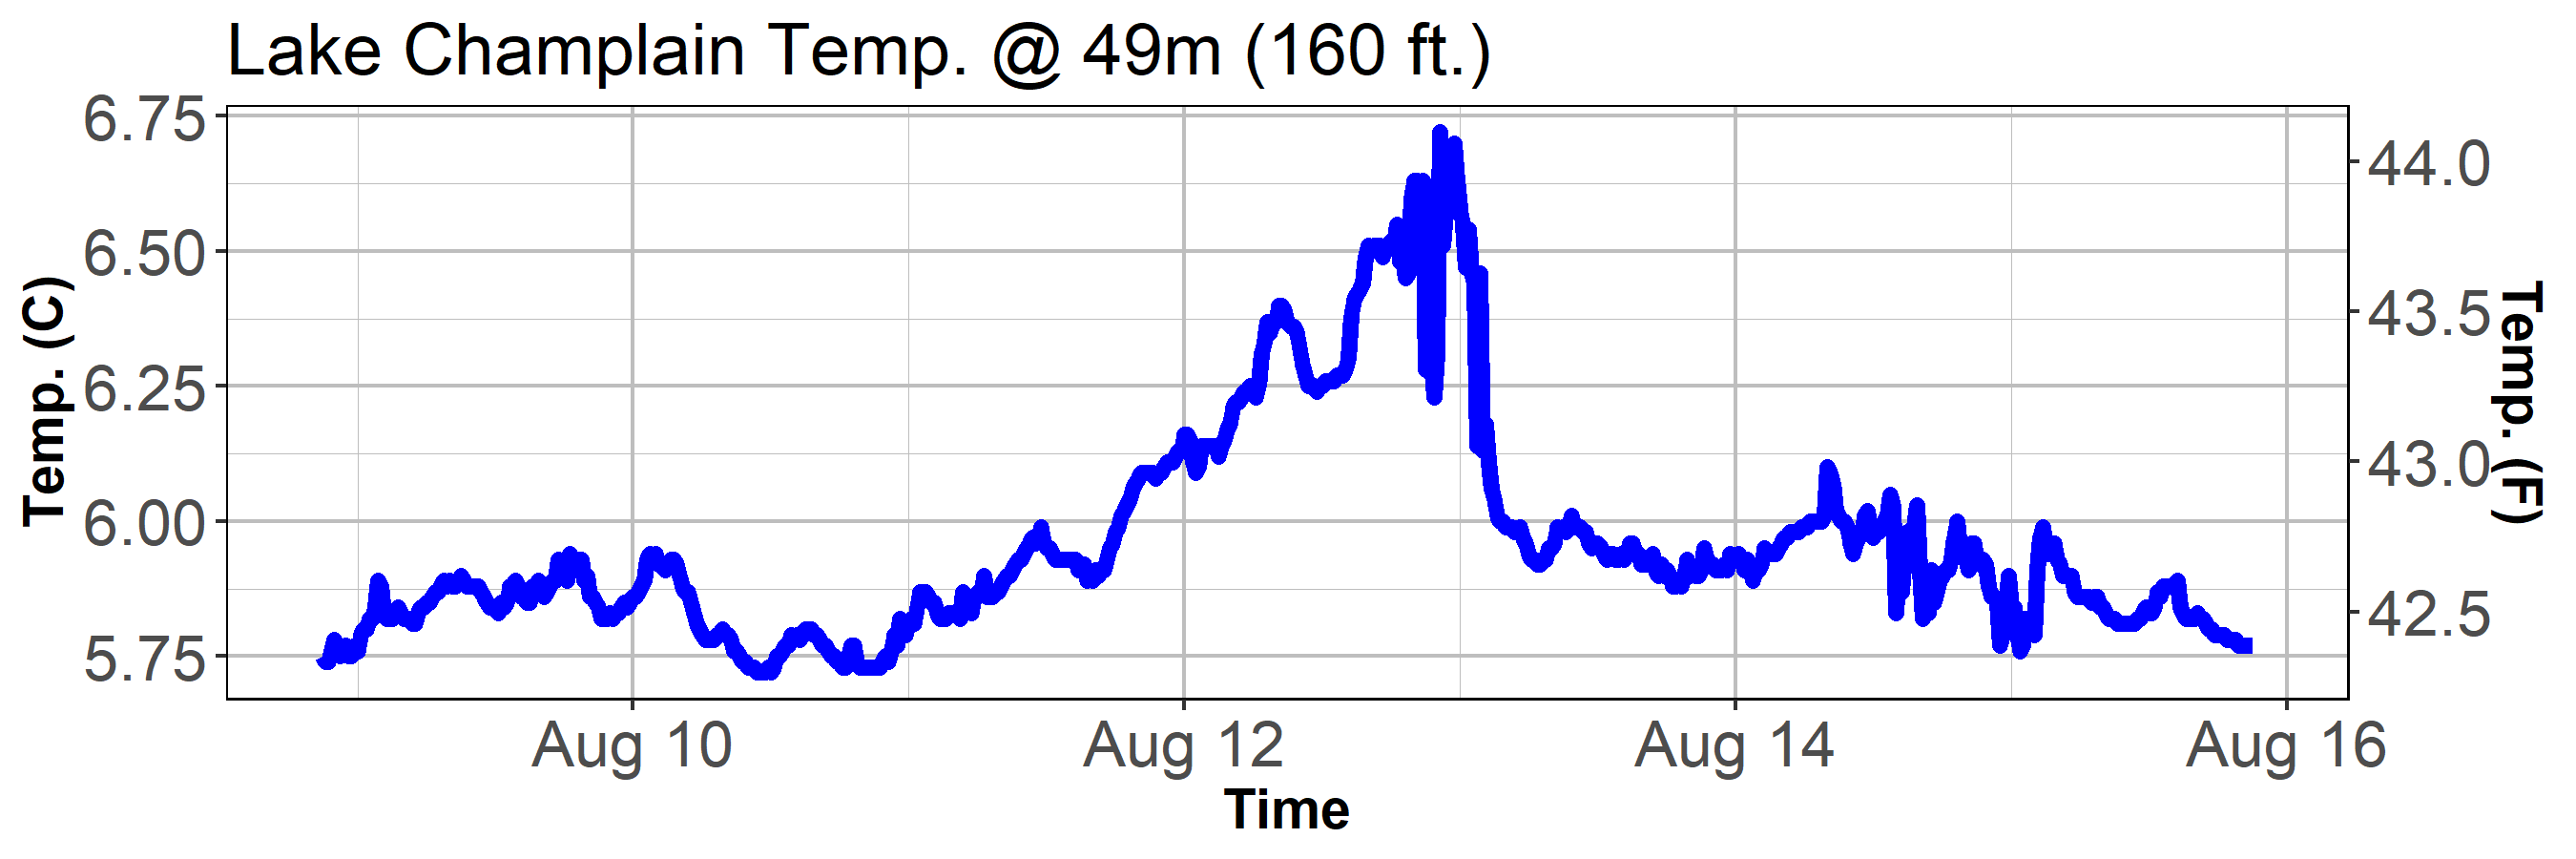 Lake Champlain Temp. @ 49m (160 ft.)
6.75
6.50
6.25
6.00
5.75
Temp. (C)
44.0
43.5
43.0
42.5
Temp. (F)
Aug 10 Aug 12 Aug 14 Aug 16
Time